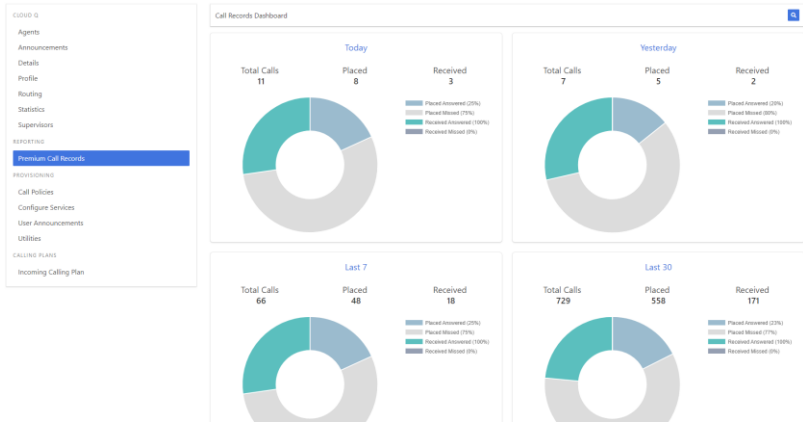 CLOUD Q
Agents
Announcements
Details
Profile
Routing
Statistics
Supervisors
REPORTING
Premium Call Records
PROVISIONING
Call Policies
Configure Services
User Announcements
Utilities
CALLING PLANS
Incoming Calling Plan
Call Records Dashboard
Today
Total Calls Placed Received
11 8 3
Placed Answered (25%)
Placed Missed (75%)
Received Answered (100%)
Received Missed (0%)
Yesterday
Total Calls Placed Received
7 5 2
Placed Answered (20%)
Placed Missed (80%)
Received Answered (100%)
Received Missed (0%)
Last 7
Total Calls Placed Received
66 48 18
Placed Answered (25%)
Placed Missed (75%)
Received Answered (100%)
Received Missed (0%)
Last 30
Total Calls Placed Received
729 558 171
Placed Answered (23%)
Placed Missed (77%)
Received Answered (100%)
Received Missed (0%)